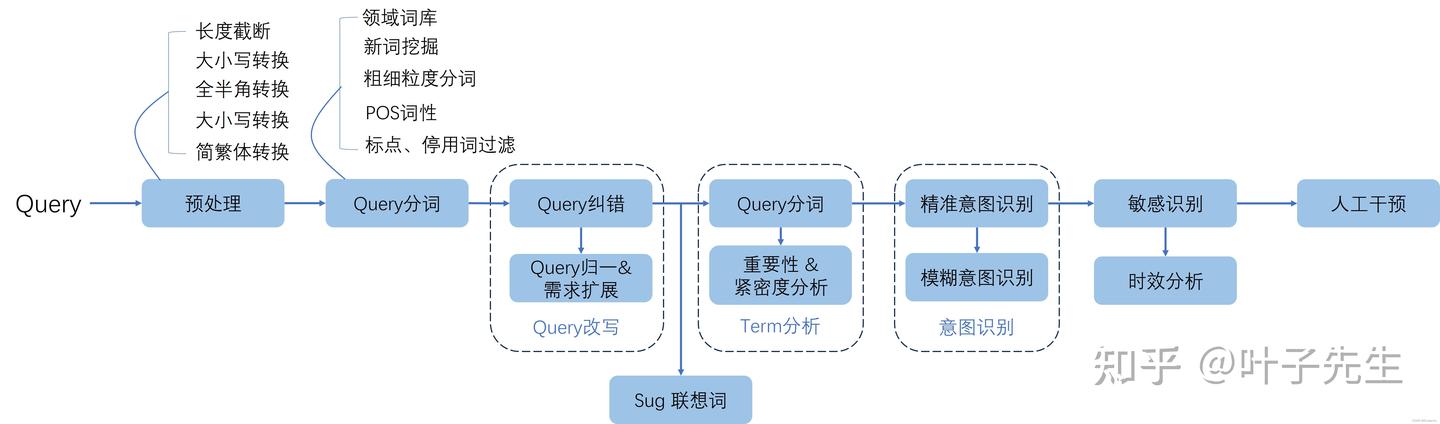 长度截断
大小写转换
全半角转换
大小写转换
简繁体转换
领域词库
新词挖掘
粗细粒度分词
POS词性
标点、停用词过滤
Query
预处理
Query分词
Query纠错
Query归一&
需求扩展
Query改写
Sug 联想词
Query分词
重要性 &
紧密度分析
Term分析
精准意图识别
模糊意图识别
意图识别
敏感识别
时效分析
人工干预
知乎 @叶子先生